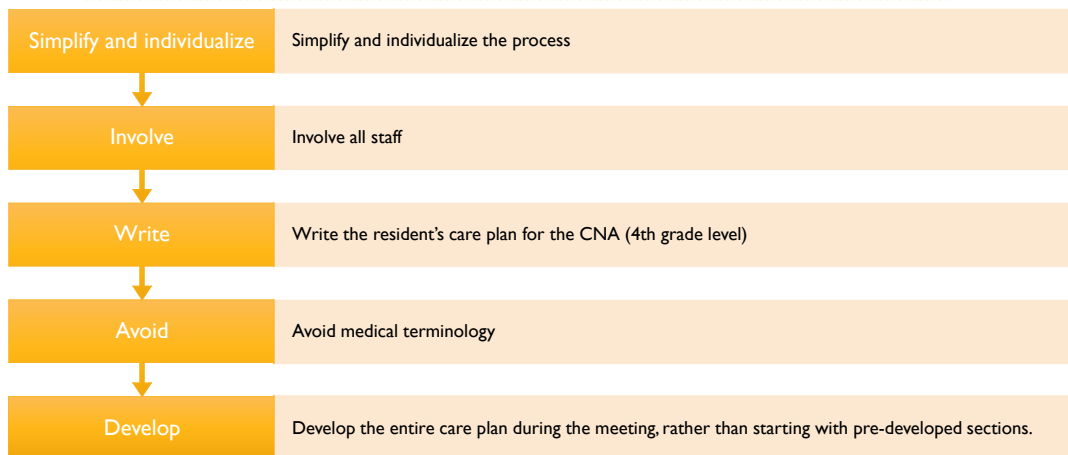 Simplify and individualize
Simplify and individualize the process
Involve
Involve all staff
Write
Write the resident’s care plan for the CNA (4th grade level)
Avoid
Avoid medical terminology
Develop
Develop the entire care plan during the meeting, rather than starting with pre-developed sections.